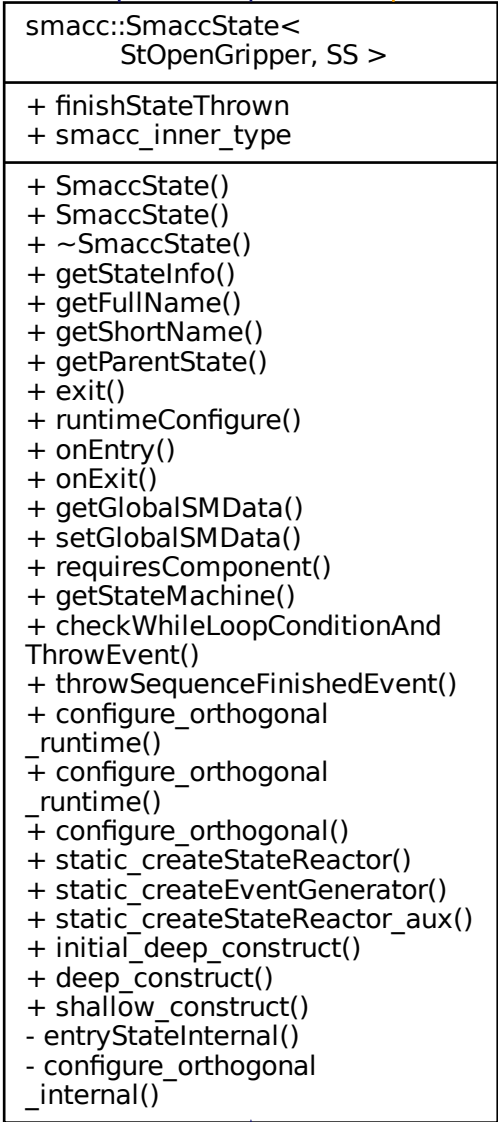 smacc::SmaccState<
StOpenGripper, SS >
+ finishStateThrown
+ smacc_inner_type
+ SmaccState()
+ SmaccState()
+ ~SmaccState()
+ getStateInfo()
+ getFullName()
+ getShortName()
+ getParentState()
+ exit()
+ runtimeConfigure()
+ onEntry()
+ onExit()
+ getGlobalSMData()
+ setGlobalSMData()
+ requiresComponent()
+ getStateMachine()
+ checkWhileLoopConditionAnd
ThrowEvent()
+ throwSequenceFinishedEvent()
+ configure_orthogonal
_runtime()
+ configure_orthogonal
_runtime()
+ configure_orthogonal()
+ static_createStateReactor()
+ static_createEventGenerator()
+ static_createStateReactor_aux()
+ initial_deep_construct()
+ deep_construct()
+ shallow_construct()
- entryStateInternal()
- configure_orthogonal
_internal()